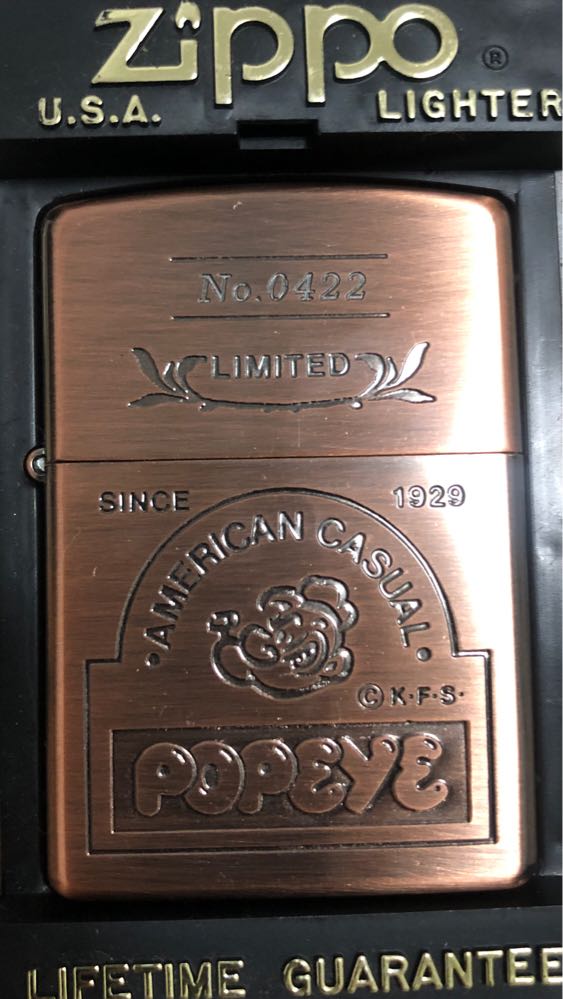 Zippo ®
U.S.A. LIGHTER
No.0422
LIMITED
SINCE 1929
•AMERICAN CASUAL•
© K·F·S·
POPEYE
LIFETIME GUARANTEE